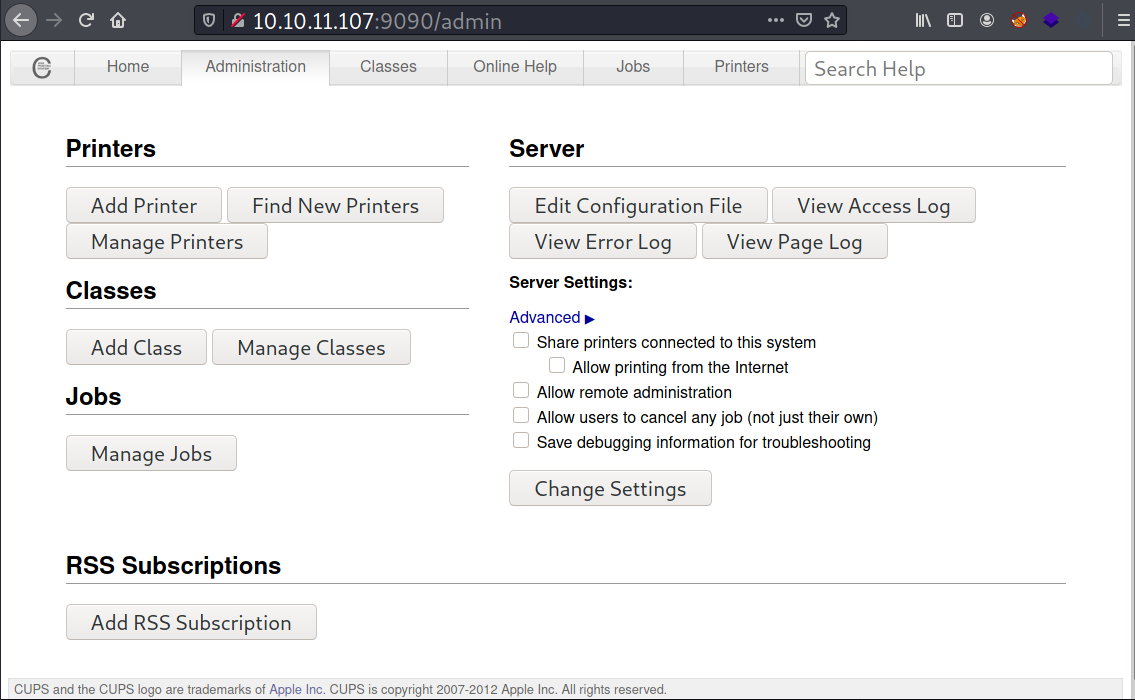 10.10.11.107:9090/admin
Home Administration Classes Online Help Jobs Printers Search Help
Printers
Add Printer Find New Printers
Manage Printers
Classes
Add Class Manage Classes
Jobs
Manage Jobs
Server
Edit Configuration File View Access Log
View Error Log View Page Log
Server Settings:
Advanced ▶
Share printers connected to this system
Allow printing from the Internet
Allow remote administration
Allow users to cancel any job (not just their own)
Save debugging information for troubleshooting
Change Settings
RSS Subscriptions
Add RSS Subscription
CUPS and the CUPS logo are trademarks of Apple Inc. CUPS is copyright 2007-2012 Apple Inc. All rights reserved.